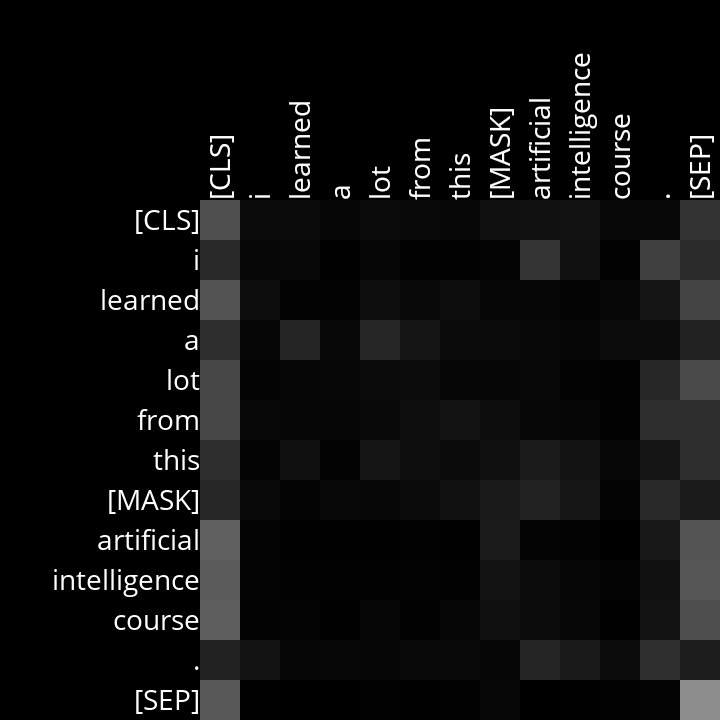 [CLS] i learned a lot from this [MASK] artificial intelligence course . [SEP]
[CLS]
i
learned
a
lot
from
this
[MASK]
artificial
intelligence
course
.
[SEP]